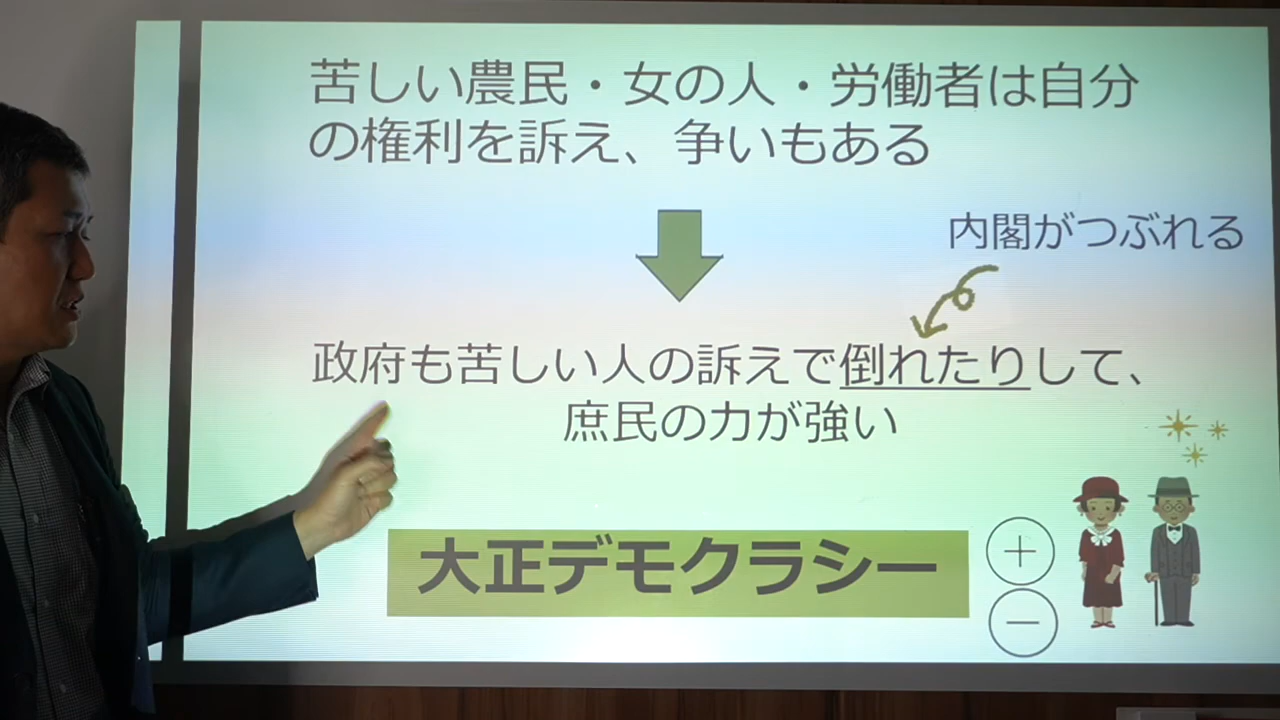 苦しい農民・女の人・労働者は自分
の権利を訴え、争いもある
内閣がつぶれる
政府も苦しい人の訴えで倒れたりして、
庶民の力が強い
大正デモクラシー
＋
－